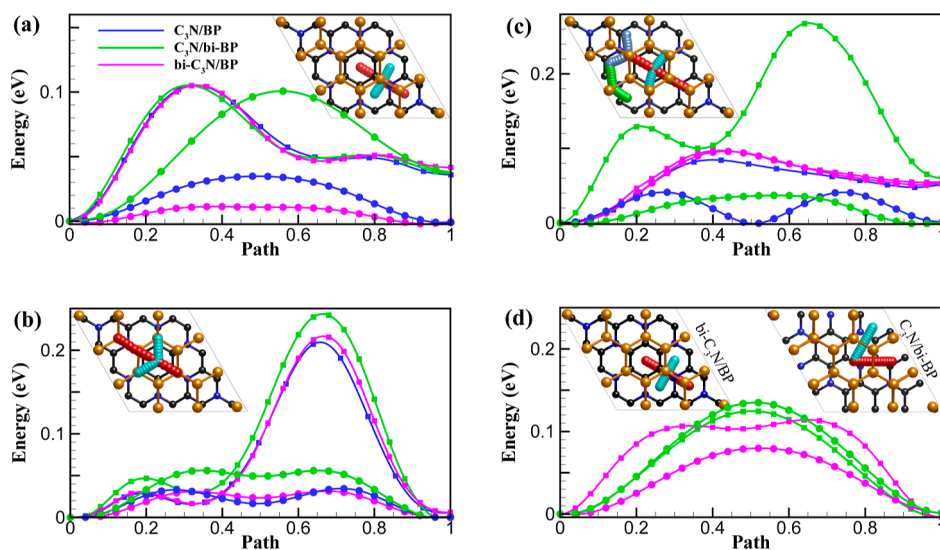 (a)
C₃N/BP
C₃N/bi-BP
bi-C₃N/BP
Energy (eV)
0.1
0
0 0.2 0.4 0.6 0.8 1
Path
(c)
Energy (eV)
0.2
0.1
0
0 0.2 0.4 0.6 0.8 1
Path
(b)
Energy (eV)
0.2
0.1
0
0 0.2 0.4 0.6 0.8 1
Path
(d)
bi-C₃N/BP
C₃N/bi-BP
Energy (eV)
0.2
0.1
0
0 0.2 0.4 0.6 0.8 1
Path